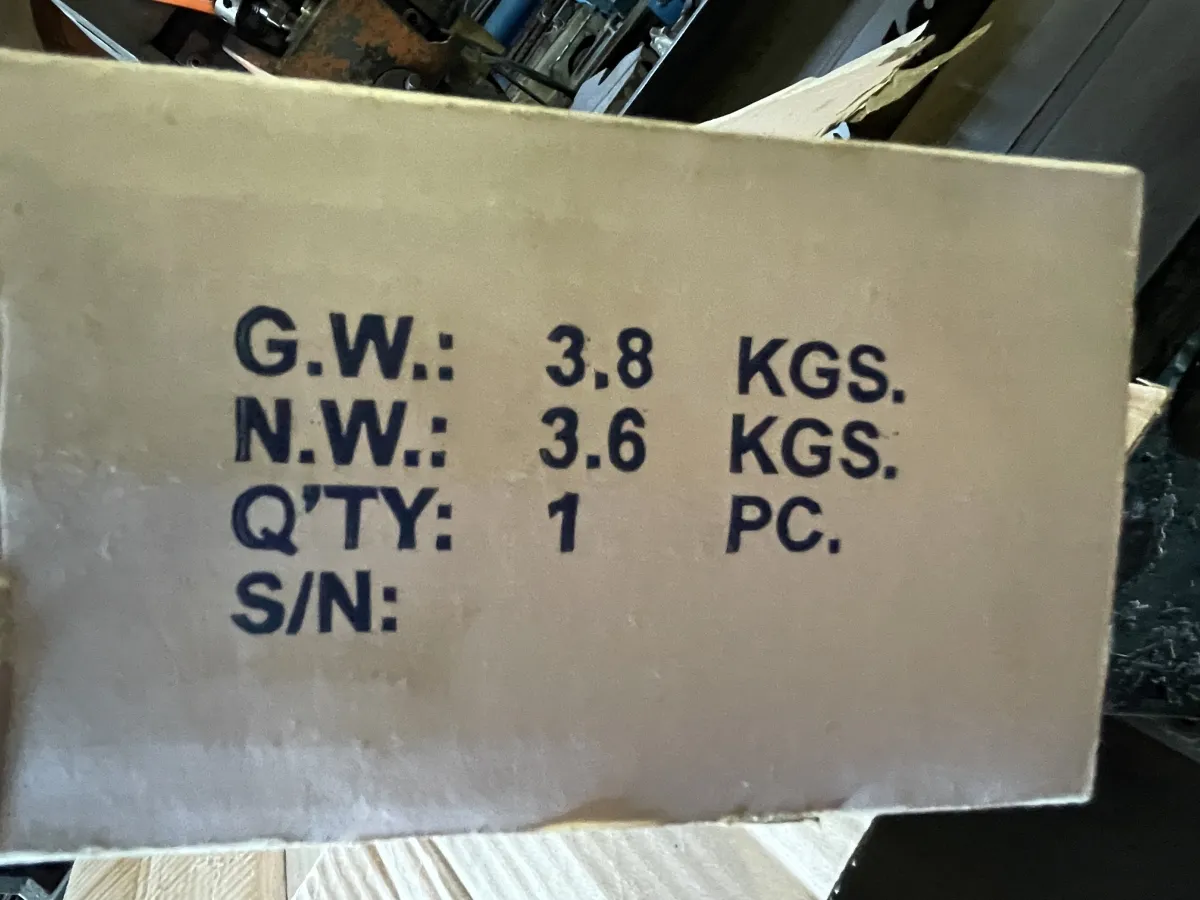 G.W.: 3.8 KGS.
N.W.: 3.6 KGS.
Q'TY: 1 PC.
S/N: